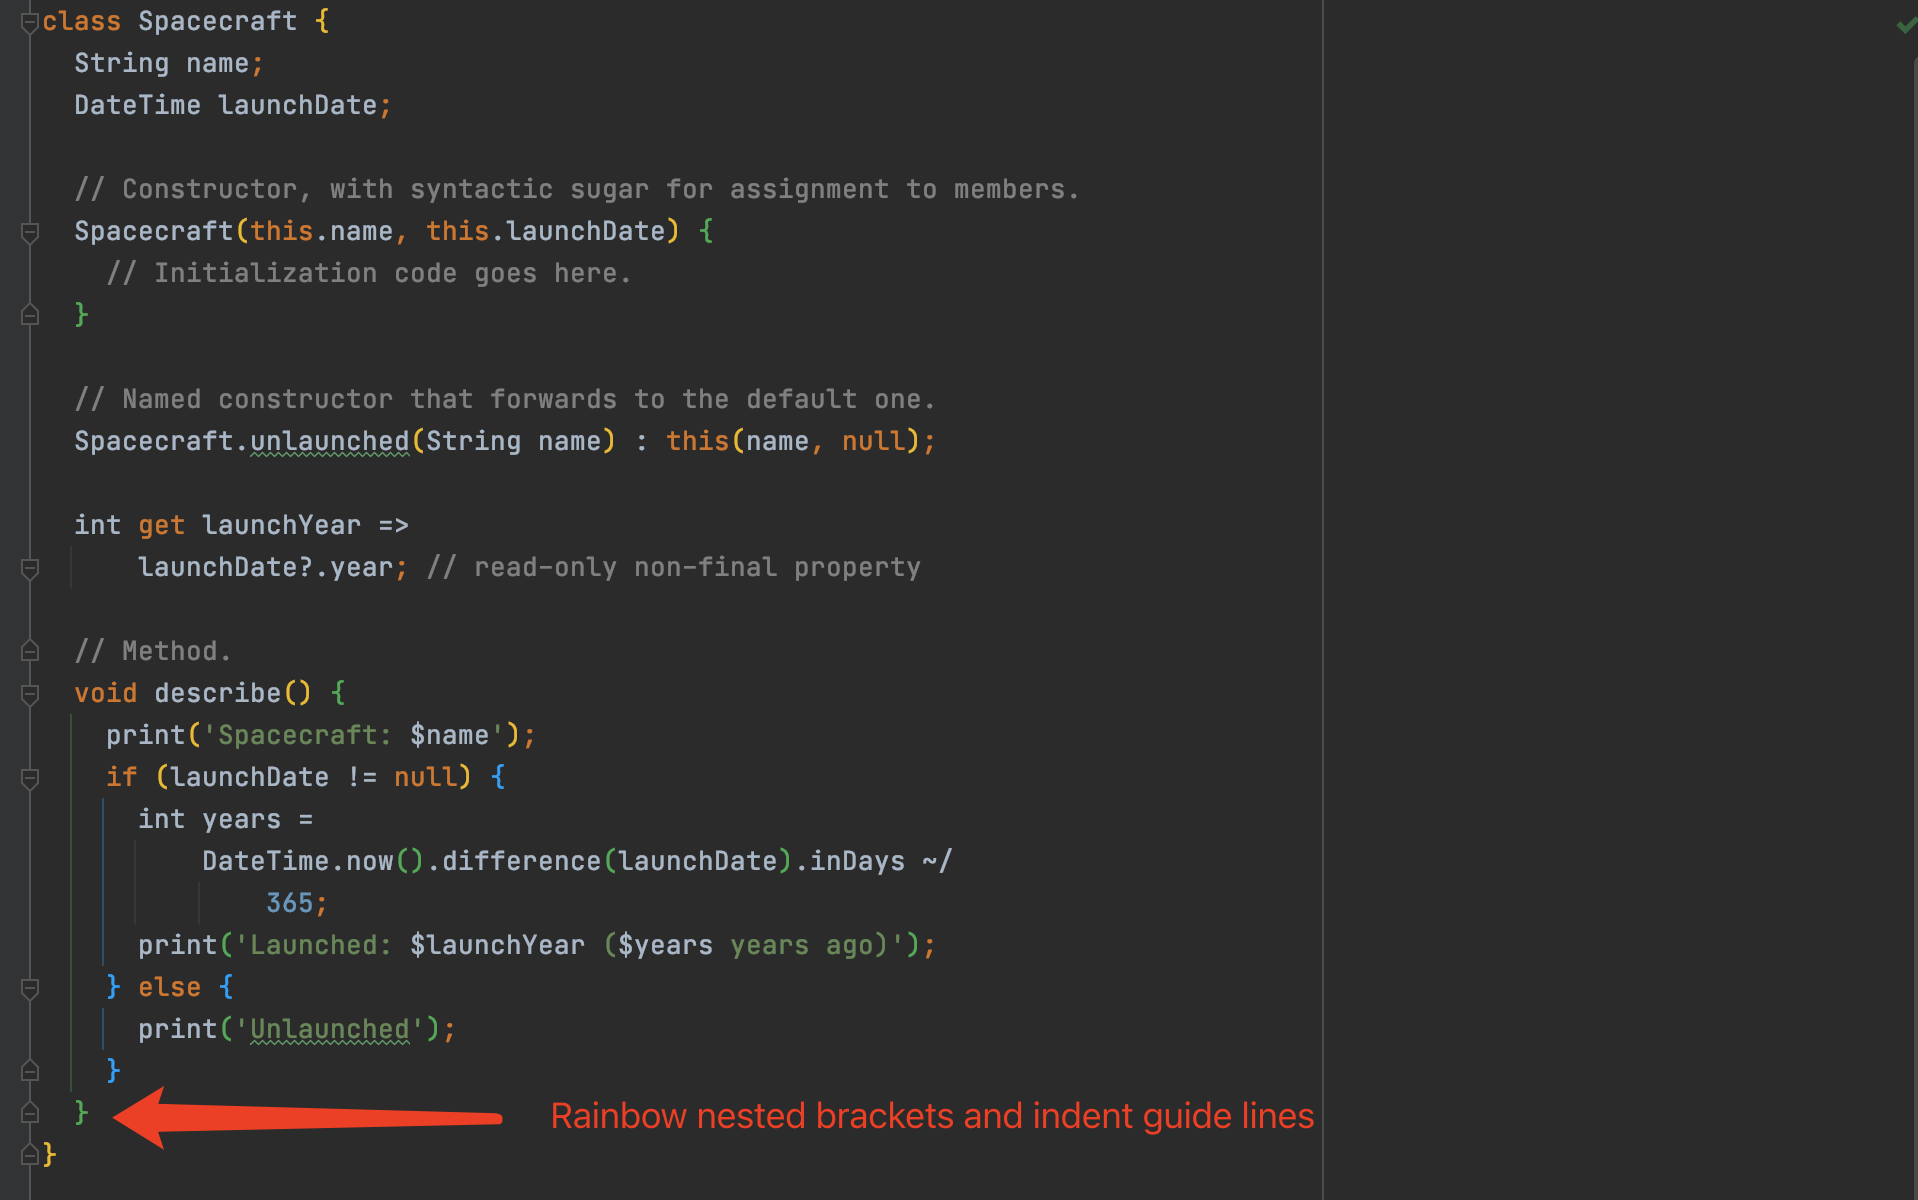 class Spacecraft {
  String name;
  DateTime launchDate;

  // Constructor, with syntactic sugar for assignment to members.
  Spacecraft(this.name, this.launchDate) {
    // Initialization code goes here.
  }

  // Named constructor that forwards to the default one.
  Spacecraft.unlaunched(String name) : this(name, null);

  int get launchYear =>
      launchDate?.year; // read-only non-final property

  // Method.
  void describe() {
    print('Spacecraft: $name');
    if (launchDate != null) {
      int years =
          DateTime.now().difference(launchDate).inDays ~/
              365;
      print('Launched: $launchYear ($years years ago)');
    } else {
      print('Unlaunched');
    }
  }
Rainbow nested brackets and indent guide lines
}